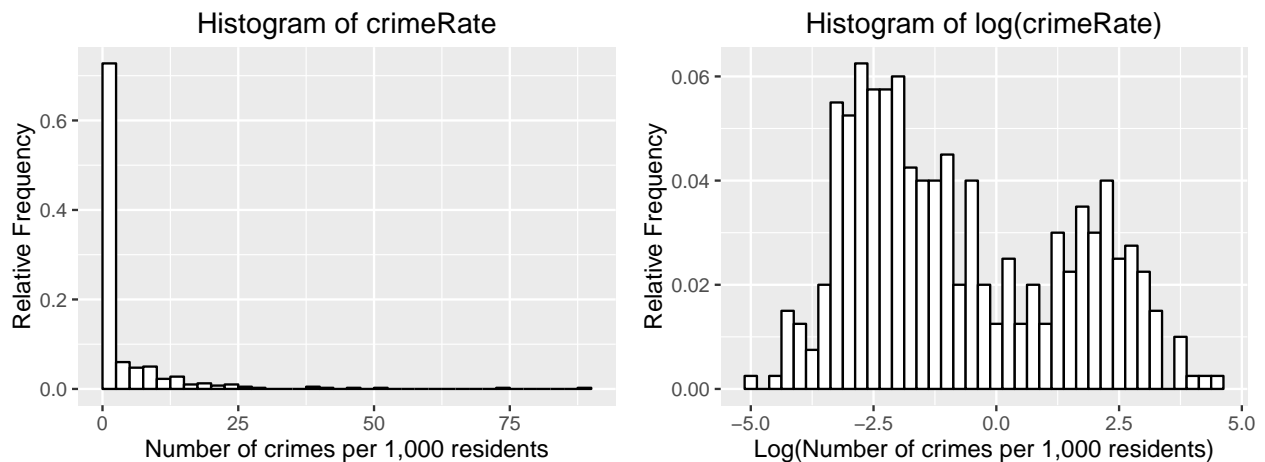 Histogram of crimeRate
Relative Frequency
0.6
0.4
0.2
0.0
0 25 50 75
Number of crimes per 1,000 residents
Histogram of log(crimeRate)
Relative Frequency
0.06
0.04
0.02
0.00
−5.0 −2.5 0.0 2.5 5.0
Log(Number of crimes per 1,000 residents)